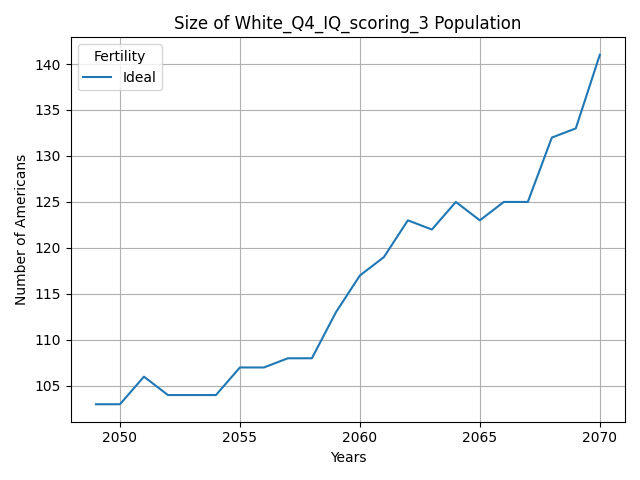 Size of White_Q4_IQ_scoring_3 Population
Fertility
Ideal
Number of Americans
140
135
130
125
120
115
110
105
2050 2055 2060 2065 2070
Years